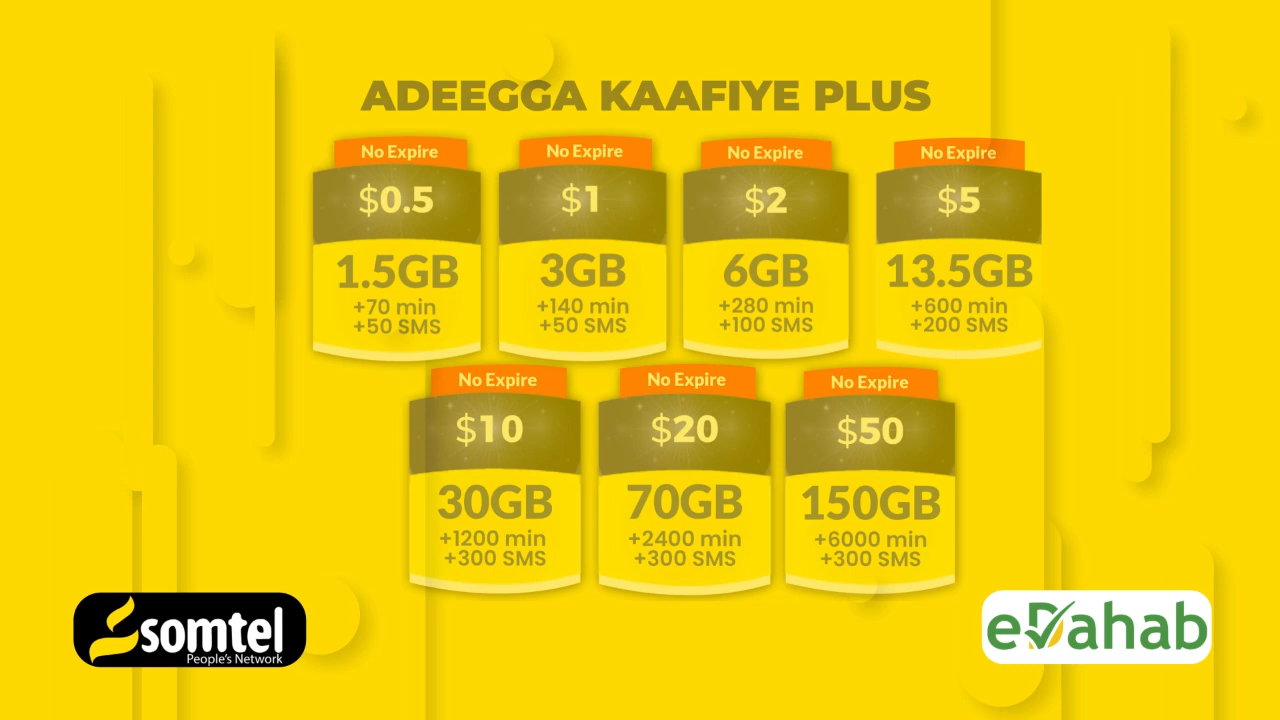 ADEEGGA KAAFIYE PLUS
No Expire
$0.5
1.5GB
+70 min
+50 SMS
No Expire
$1
3GB
+140 min
+50 SMS
No Expire
$2
6GB
+280 min
+100 SMS
No Expire
$5
13.5GB
+600 min
+200 SMS
No Expire
$10
30GB
+1200 min
+300 SMS
No Expire
$20
70GB
+2400 min
+300 SMS
No Expire
$50
150GB
+6000 min
+300 SMS
somtel
People's Network
eDahab